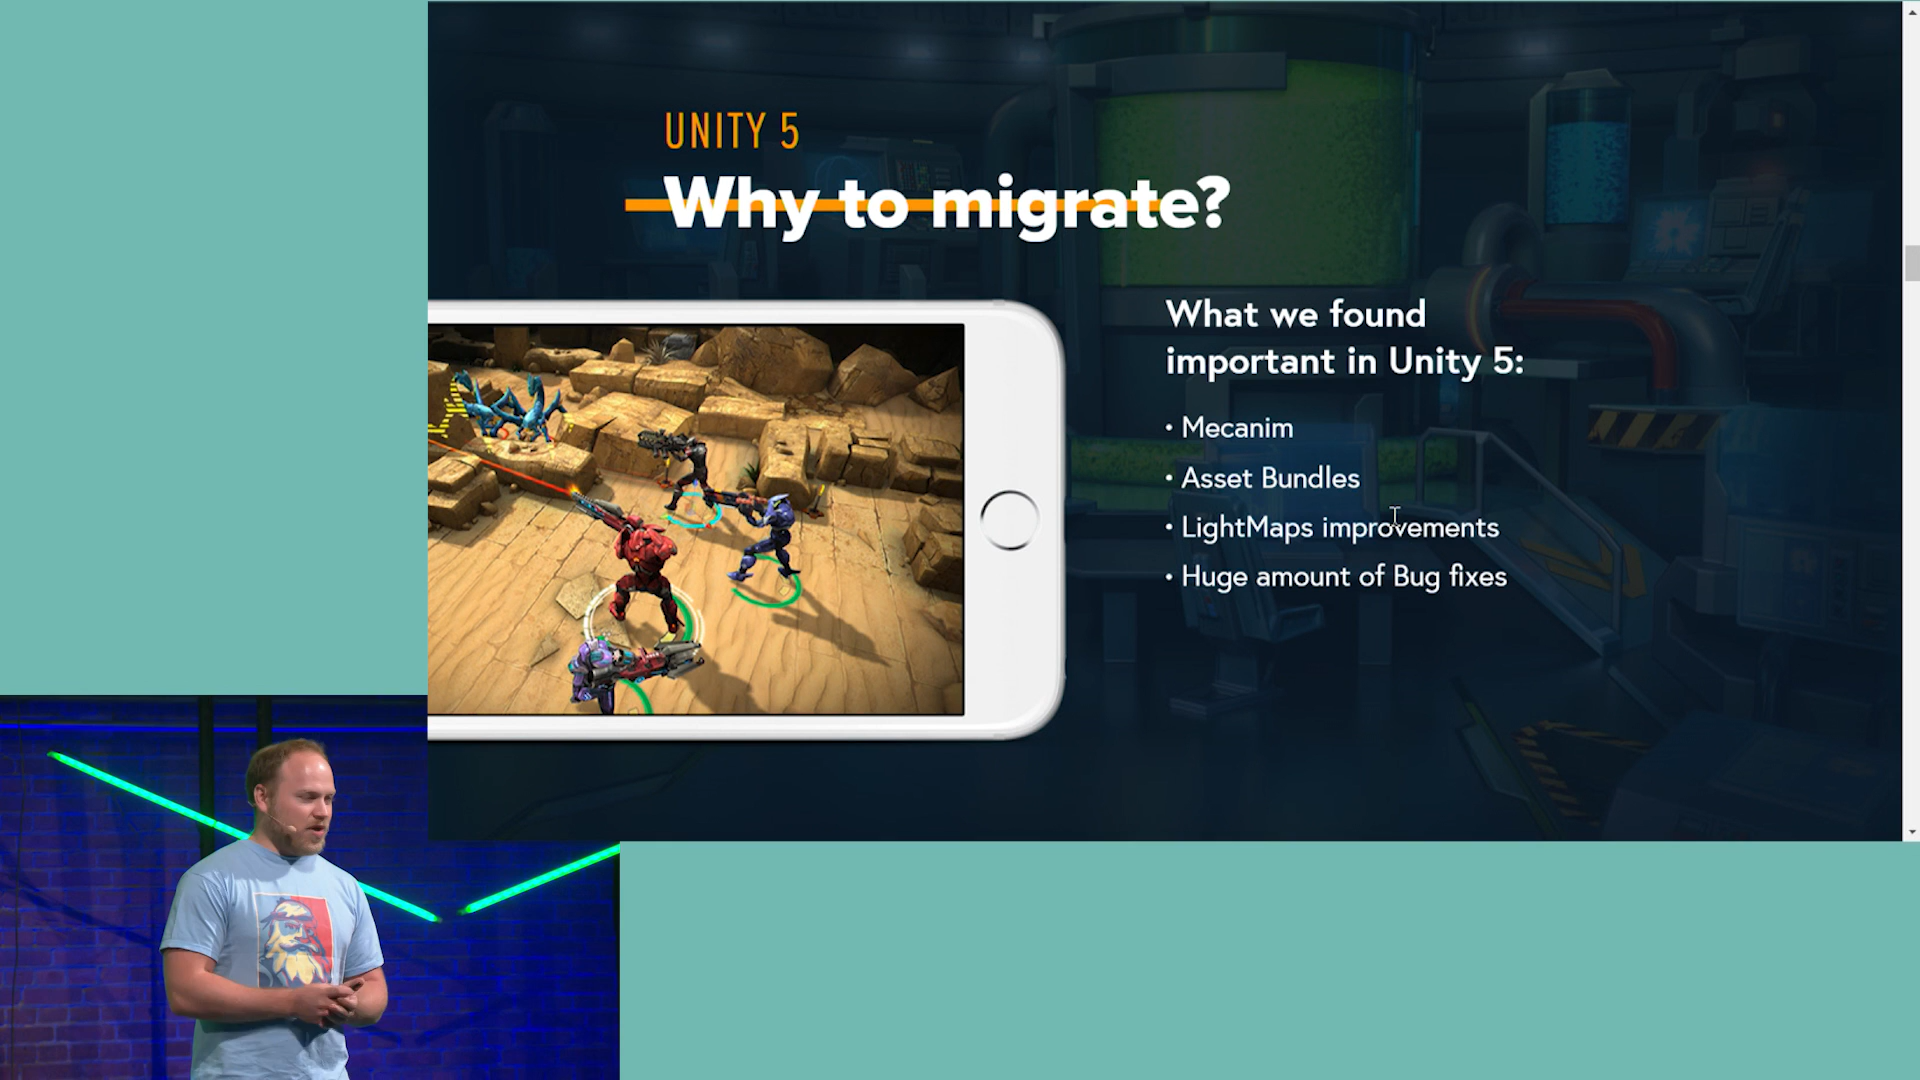 UNITY 5
Why to migrate?
What we found
important in Unity 5:
• Mecanim
• Asset Bundles
• LightMaps improvements
• Huge amount of Bug fixes